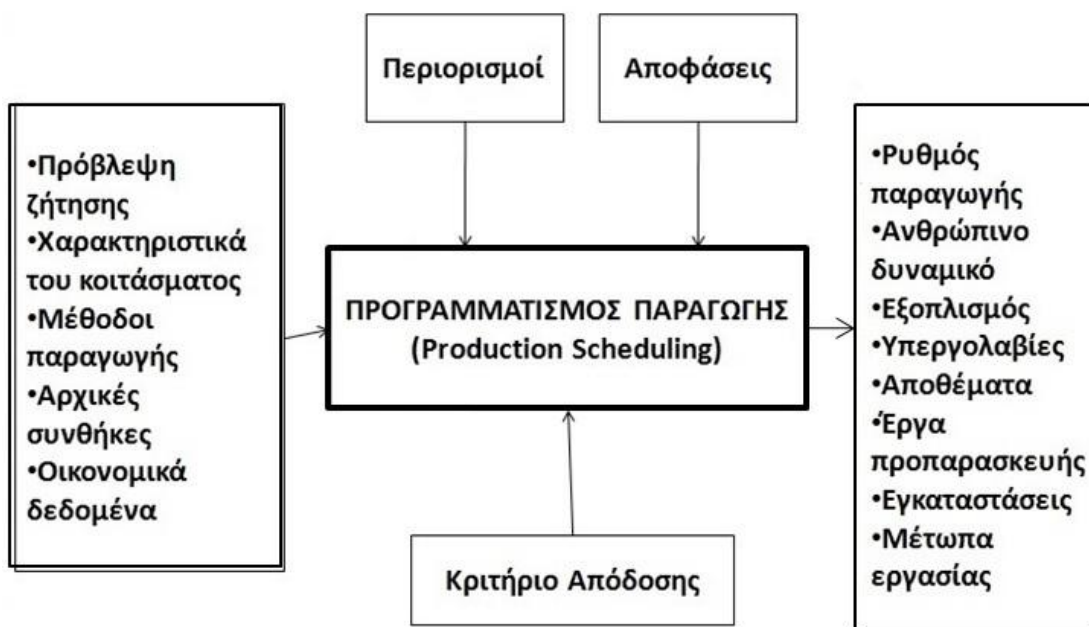 Περιορισμοί
Αποφάσεις
•Πρόβλεψη
ζήτησης
•Χαρακτηριστικά
του κοιτάσματος
•Μέθοδοι
παραγωγής
•Αρχικές
συνθήκες
•Οικονομικά
δεδομένα
ΠΡΟΓΡΑΜΜΑΤΙΣΜΟΣ ΠΑΡΑΓΩΓΗΣ
(Production Scheduling)
•Ρυθμός
παραγωγής
•Ανθρώπινο
δυναμικό
•Εξοπλισμός
•Υπεργολαβίες
•Αποθέματα
•Έργα
προπαρασκευής
•Εγκαταστάσεις
•Μέτωπα
εργασίας
Κριτήριο Απόδοσης